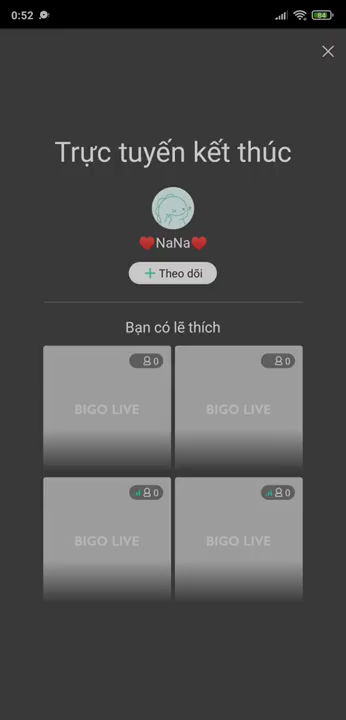 0:52
84
Trực tuyến kết thúc
❤️NaNa❤️
+ Theo dõi
Bạn có lẽ thích
0
0
BIGO LIVE
BIGO LIVE
0
0
BIGO LIVE
BIGO LIVE